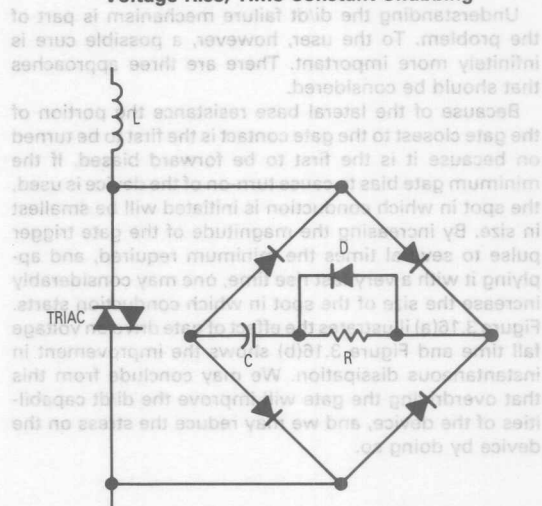 Voltage Rise, Time Constant Snubbing
Understanding the di/dt failure mechanism is part of
the problem. To the user, however, a possible cure is
infinitely more important. There are three approaches
that should be considered.
L
Because of the lateral base resistance the portion of
the gate closest to the gate contact is the first to be turned
on because it is the first to be forward biased. If the
minimum gate bias to cause turn-on of the device is used,
the spot in which conduction is initiated will be smallest
in size. By increasing the magnitude of the gate trigger
D
pulse to several times the minimum required, and ap-
plying it with a very fast rise time, one may considerably
increase the size of the spot in which conduction starts.
TRIAC
Figure 3.16(a) illustrates the effect of gate drive on voltage
fall time and Figure 3.16(b) shows the improvement in
C
R
instantaneous dissipation. We may conclude from this
that overdriving the gate will improve the di/dt capabil-
ities of the device, and we may reduce the stress on the
device by doing so.